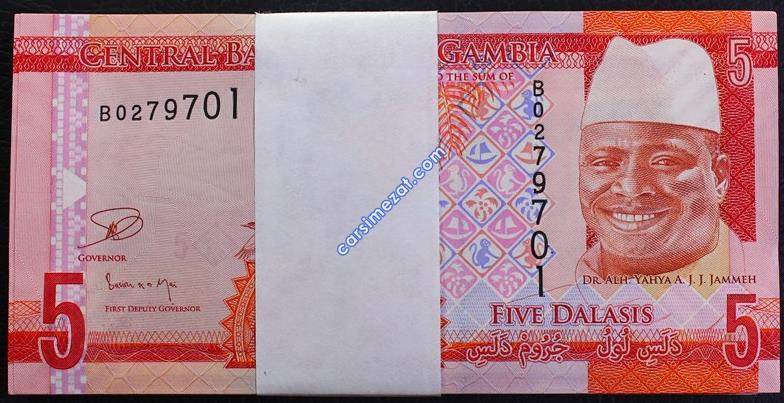 CENTRAL BA
GAMBIA
5
O THE SUM OF
B0279701
B0279701
carsimezat.com
GOVERNOR
FIRST DEPUTY GOVERNOR
5
DR. ALH. YAHYA A. J. J. JAMMEH
FIVE DALASIS
5